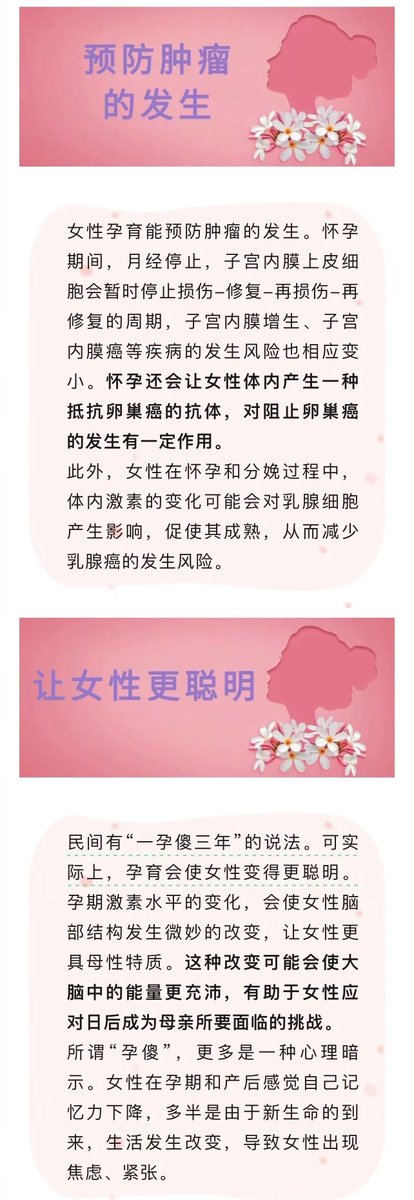 预防肿瘤
的发生
女性孕育能预防肿瘤的发生。怀孕
期间，月经停止，子宫内膜上皮细
胞会暂时停止损伤–修复–再损伤–再
修复的周期，子宫内膜增生、子宫
内膜癌等疾病的发生风险也相应变
小。怀孕还会让女性体内产生一种
抵抗卵巢癌的抗体，对阻止卵巢癌
的发生有一定作用。
此外，女性在怀孕和分娩过程中，
体内激素的变化可能会对乳腺细胞
产生影响，促使其成熟，从而减少
乳腺癌的发生风险。
让女性更聪明
民间有“一孕傻三年”的说法。可实
际上，孕育会使女性变得更聪明。
孕期激素水平的变化，会使女性脑
部结构发生微妙的改变，让女性更
具母性特质。这种改变可能会使大
脑中的能量更充沛，有助于女性应
对日后成为母亲所要面临的挑战。
所谓“孕傻”，更多是一种心理暗
示。女性在孕期和产后感觉自己记
忆力下降，多半是由于新生命的到
来，生活发生改变，导致女性出现
焦虑、紧张。